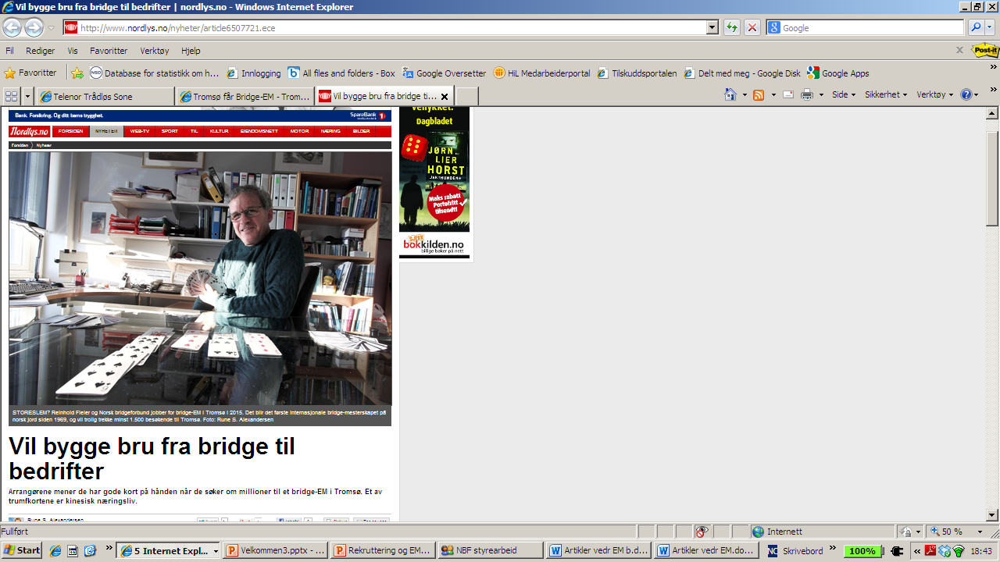 Vil bygge bru fra bridge til bedrifter | nordlys.no - Windows Internet Explorer
http://www.nordlys.no/nyheter/article6507721.ece
Google
Fil Rediger Vis Favoritter Verktøy Hjelp
Post-it
Favoritter Database for statistikk om h... Innlogging All files and folders - Box Google Oversetter HiL Medarbeiderportal Tilskuddsportalen Delt med meg - Google Disk Google Apps
Telenor Trådløs Sone Tromsø får Bridge-EM - Trom... Vil bygge bru fra bridge ti...
Side Sikkerhet Verktøy
Bank. Forsikring. Og ditt barns trygghet.
SpareBank 1
Nordlys.no FORSIDEN NYHETER WEB-TV SPORT TIL KULTUR EIENDOMSNETT MOTOR NÆRING BILDER
Forsiden Nyheter
Dagbladet
JØRN
LIER
HORST
JAKTHUNDENE
Maks rabatt
Portofritt
tilsendt!
bokkilden.no
billige bøker på nett
STORESLEM? Reinhold Fieler og Norsk bridgeforbund jobber for bridge-EM i Tromsø i 2015. Det blir det første internasjonale bridge-mesterskapet på
norsk jord siden 1969, og vil trolig trekke minst 1.500 besøkende til Tromsø. Foto: Rune S. Alexandersen
Vil bygge bru fra bridge til
bedrifter
Arrangørene mener de har gode kort på hånden når de søker om millioner til et bridge-EM i Tromsø. Et av
trumfkortene er kinesisk næringsliv.
Rune S. Alexandersen
Fullført
Internett
50 %
Start 5 Internet Expl... Velkommen3.pptx - ... Rekruttering og EM... NBF styrearbeid Artikler vedr EM b.d... Artikler vedr EM.do... Skrivebord 100% 18:43